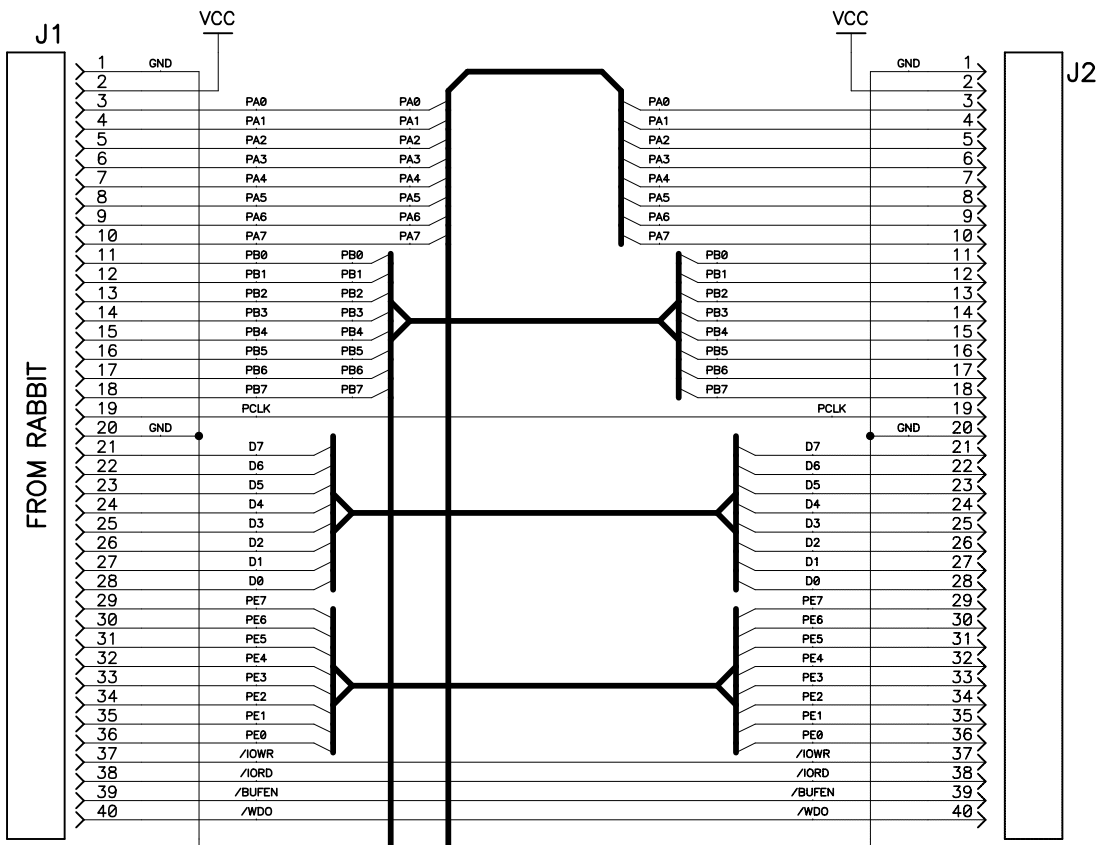 VCC VCC
J1 J2
FROM RABBIT
1 GND GND 1
2 2
3 PA0 PA0 PA0 3
4 PA1 PA1 PA1 4
5 PA2 PA2 PA2 5
6 PA3 PA3 PA3 6
7 PA4 PA4 PA4 7
8 PA5 PA5 PA5 8
9 PA6 PA6 PA6 9
10 PA7 PA7 PA7 10
11 PB0 PB0 PB0 11
12 PB1 PB1 PB1 12
13 PB2 PB2 PB2 13
14 PB3 PB3 PB3 14
15 PB4 PB4 PB4 15
16 PB5 PB5 PB5 16
17 PB6 PB6 PB6 17
18 PB7 PB7 PB7 18
19 PCLK PCLK 19
20 GND GND 20
21 D7 D7 21
22 D6 D6 22
23 D5 D5 23
24 D4 D4 24
25 D3 D3 25
26 D2 D2 26
27 D1 D1 27
28 D0 D0 28
29 PE7 PE7 29
30 PE6 PE6 30
31 PE5 PE5 31
32 PE4 PE4 32
33 PE3 PE3 33
34 PE2 PE2 34
35 PE1 PE1 35
36 PE0 PE0 36
37 /IOWR /IOWR 37
38 /IORD /IORD 38
39 /BUFEN /BUFEN 39
40 /WDO /WDO 40